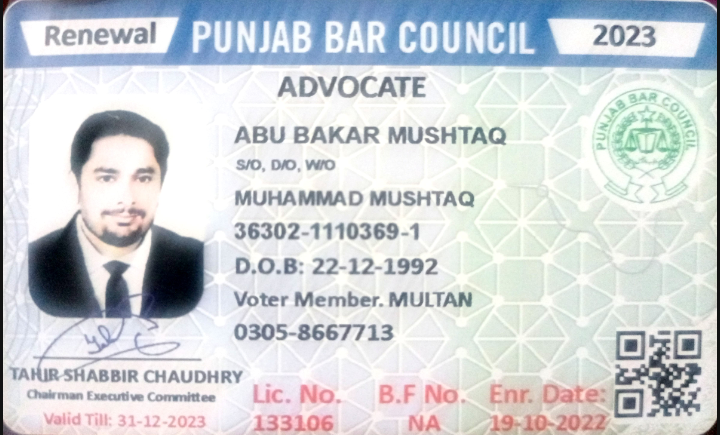 Renewal PUNJAB BAR COUNCIL 2023
ADVOCATE
PUNJAB BAR COUNCIL
ABU BAKAR MUSHTAQ
S/O, D/O, W/O
MUHAMMAD MUSHTAQ
36302-1110369-1
D.O.B: 22-12-1992
Voter Member. MULTAN
0305-8667713
TAHIR SHABBIR CHAUDHRY
Chairman Executive Committee
Valid Till: 31-12-2023
Lic. No. B.F No. Enr. Date:
133106 NA 19-10-2022